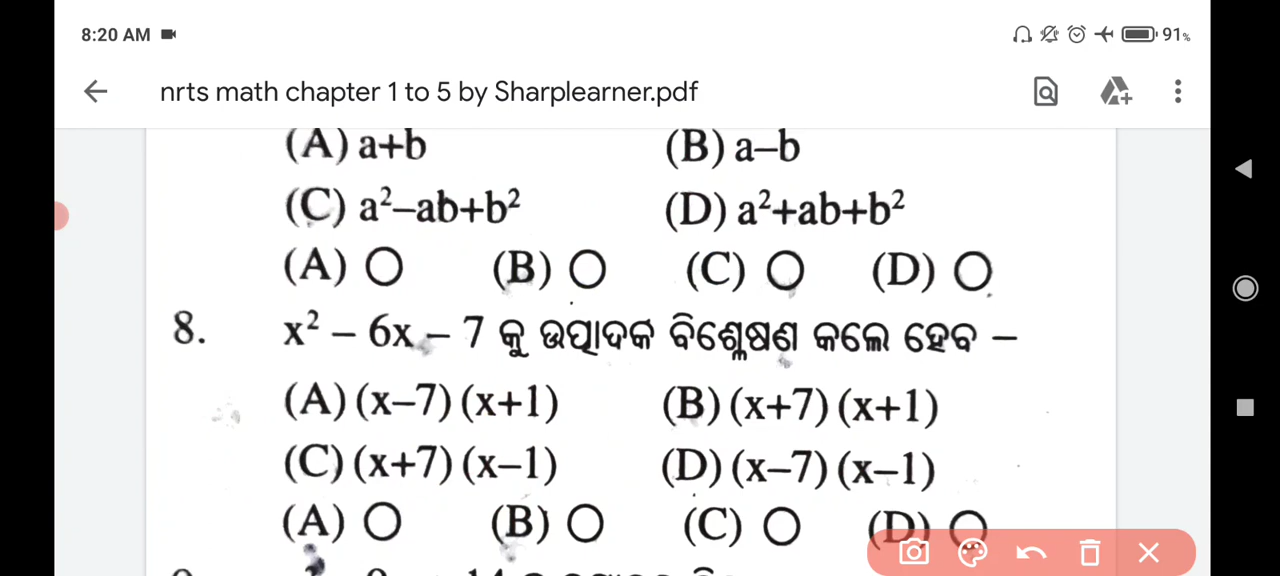 8:20 AM
91%
nrts math chapter 1 to 5 by Sharplearner.pdf
(A) a+b (B) a–b
(C) a²–ab+b² (D) a²+ab+b²
(A) ○ (B) ○ (C) ○ (D) ○
8. x² – 6x – 7 କୁ ଉତ୍ପାଦକ ବିଶ୍ଳେଷଣ କଲେ ହେବ –
(A) (x–7) (x+1) (B) (x+7) (x+1)
(C) (x+7) (x–1) (D) (x–7) (x–1)
(A) ○ (B) ○ (C) ○ (D) ○